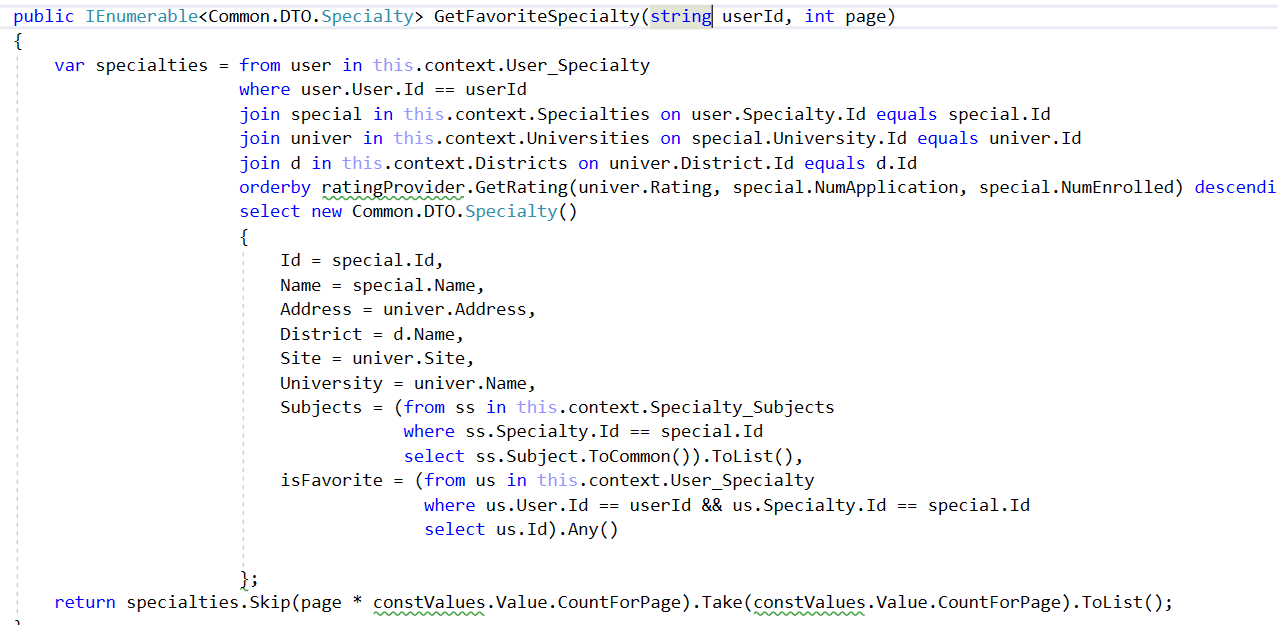 public IEnumerable<Common.DTO.Specialty> GetFavoriteSpecialty(string userId, int page)
{
    var specialties = from user in this.context.User_Specialty
                      where user.User.Id == userId
                      join special in this.context.Specialties on user.Specialty.Id equals special.Id
                      join univer in this.context.Universities on special.University.Id equals univer.Id
                      join d in this.context.Districts on univer.District.Id equals d.Id
                      orderby ratingProvider.GetRating(univer.Rating, special.NumApplication, special.NumEnrolled) descendi
                      select new Common.DTO.Specialty()
                      {
                          Id = special.Id,
                          Name = special.Name,
                          Address = univer.Address,
                          District = d.Name,
                          Site = univer.Site,
                          University = univer.Name,
                          Subjects = (from ss in this.context.Specialty_Subjects
                                      where ss.Specialty.Id == special.Id
                                      select ss.Subject.ToCommon()).ToList(),
                          isFavorite = (from us in this.context.User_Specialty
                                        where us.User.Id == userId && us.Specialty.Id == special.Id
                                        select us.Id).Any()
                      };
    return specialties.Skip(page * constValues.Value.CountForPage).Take(constValues.Value.CountForPage).ToList();
}